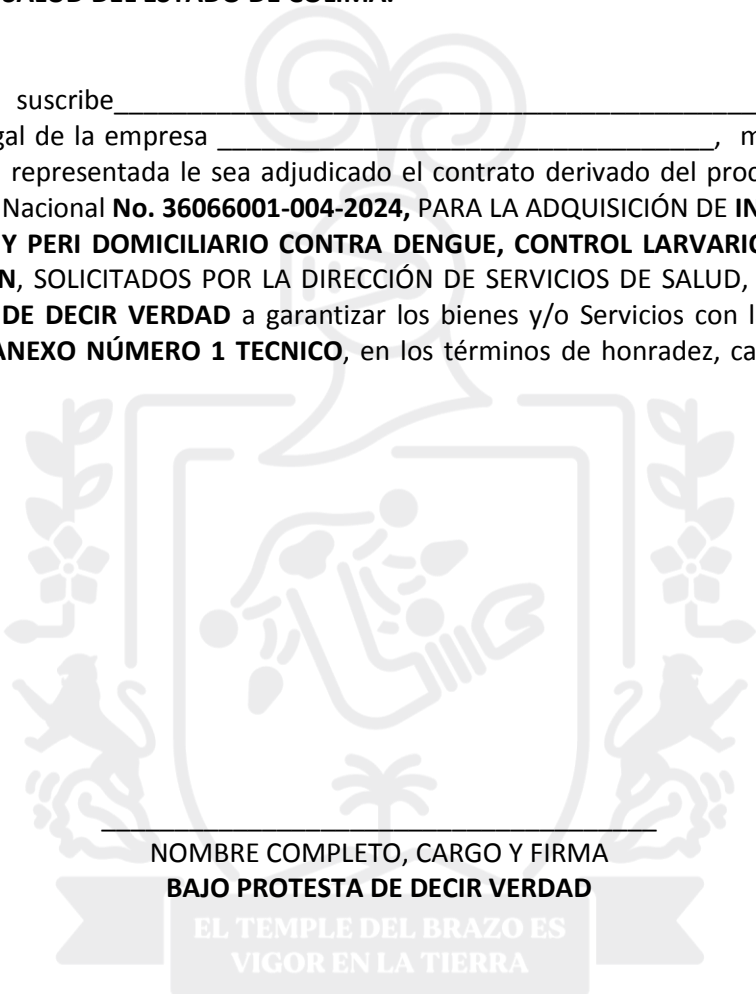 SALUD DEL ESTADO DE COLIMA.
suscribe____________________________________________
gal de la empresa __________________________________, m
representada le sea adjudicado el contrato derivado del proc
Nacional No. 36066001-004-2024, PARA LA ADQUISICIÓN DE IN
Y PERI DOMICILIARIO CONTRA DENGUE, CONTROL LARVARIO
N, SOLICITADOS POR LA DIRECCIÓN DE SERVICIOS DE SALUD,
DE DECIR VERDAD a garantizar los bienes y/o Servicios con l
ANEXO NÚMERO 1 TECNICO, en los términos de honradez, ca
______________________________________
NOMBRE COMPLETO, CARGO Y FIRMA
BAJO PROTESTA DE DECIR VERDAD
EL TEMPLE DEL BRAZO ES
VIGOR EN LA TIERRA